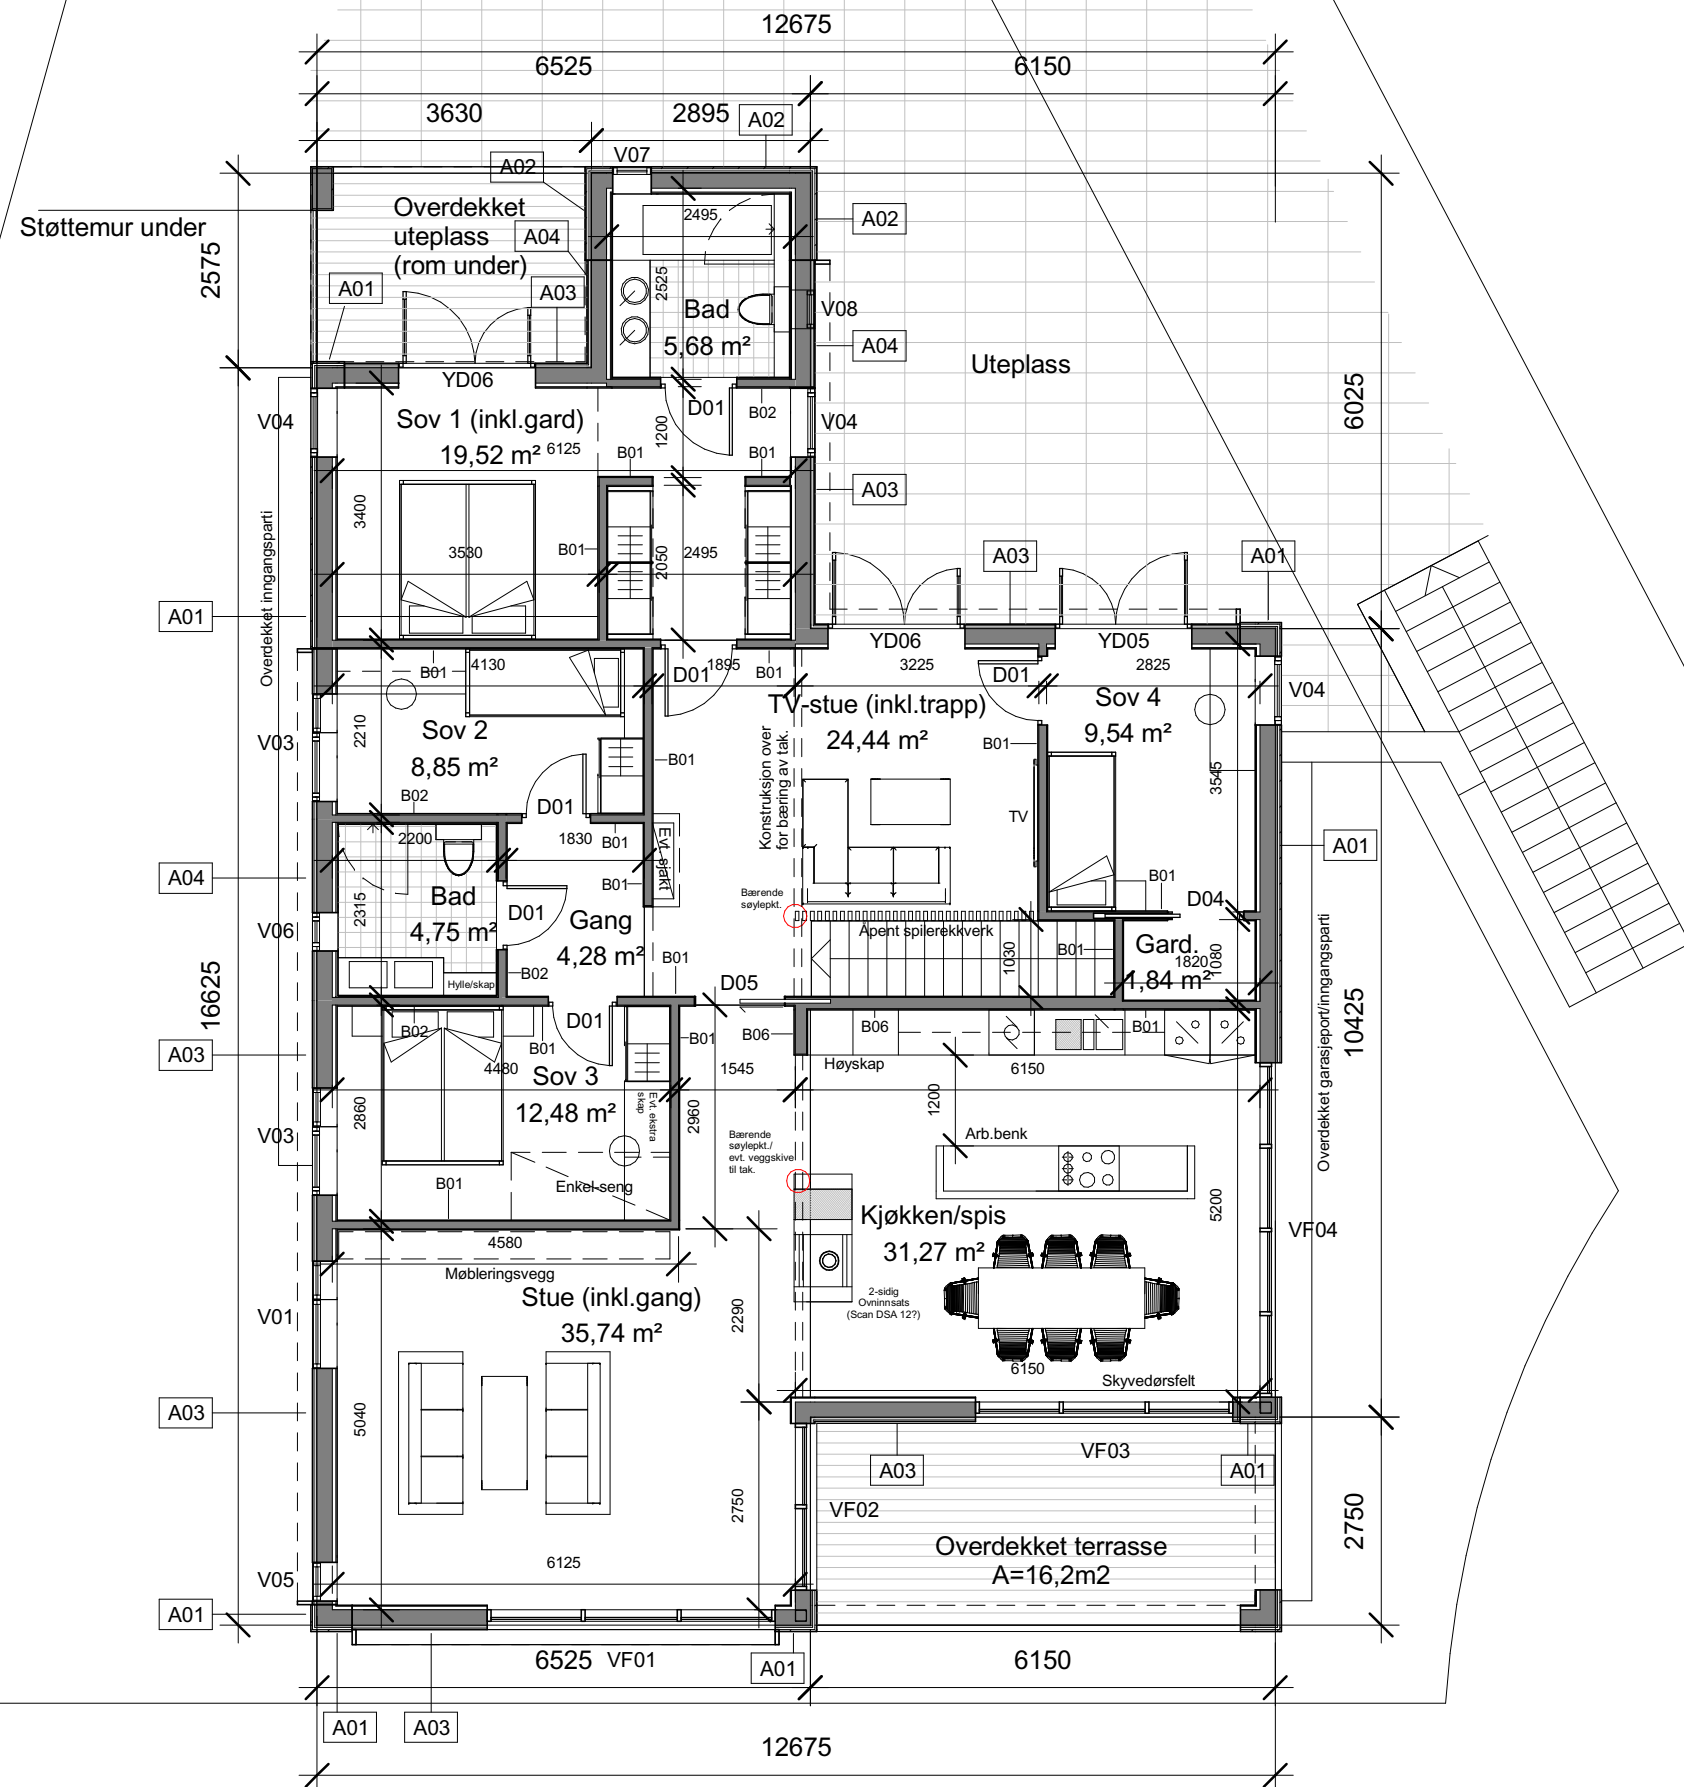 12675
6525
6150
3630
2895
A02
V07
A02
Støttemur under
Overdekket
uteplass
(rom under)
A04
2575
A01
A03
2495
2525
Bad
5,68 m²
A02
V08
A04
Uteplass
6025
YD06
V04
Sov 1 (inkl.gard)
19,52 m²
6125
1200
D01
B02
V04
B01
B01
A03
3400
3530
B01
2050
2495
Overdekket inngangsparti
A01
A03
A01
YD06
YD05
B01
4130
D01
1895
B01
3225
D01
2825
V04
TV-stue (inkl.trapp)
24,44 m²
Sov 4
9,54 m²
Sov 2
8,85 m²
2210
V03
B01
B01
Konstruksjon over
for bæring av tak.
3545
B02
D01
TV
2200
1830
B01
Evt. sjakt
A01
A04
B01
Bad
4,75 m²
2315
D01
Gang
4,28 m²
Bærende
søylepkt.
B01
D04
V06
Åpent spilerekkverk
B01
Gard.
1,84 m²
1820
1080
1030
Hylle/skap
B02
B01
D05
16625
10425
Overdekket garasjeport/inngangsparti
B02
D01
B01
B01
B06
B06
B01
A03
4480
Sov 3
12,48 m²
1545
Høyskap
6150
2860
Evt. ekstra
skap
2960
1200
V03
Bærende
søylepkt./
evt. veggskive
til tak.
Arb.benk
B01
Enkel-seng
Kjøkken/spis
31,27 m²
5200
VF04
4580
Møbleringsvegg
Stue (inkl.gang)
35,74 m²
2-sidig
Ovninnsats
(Scan DSA 12?)
V01
2290
6150
Skyvedørsfelt
A03
5040
VF03
A03
A01
2750
VF02
2750
Overdekket terrasse
A=16,2m2
6125
V05
A01
6525
VF01
A01
6150
A01
A03
12675